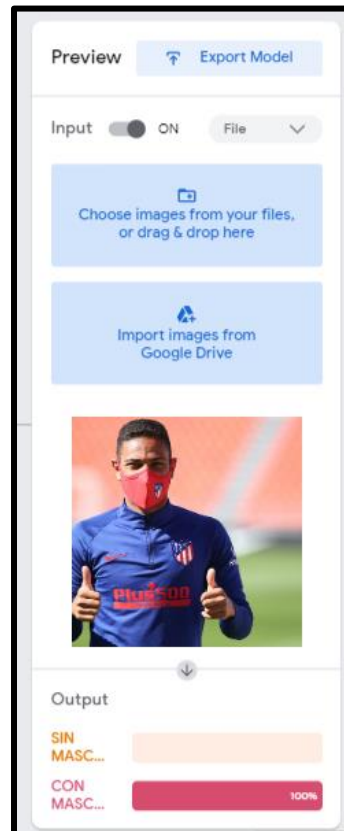 Preview
Export Model
Input
ON
File
Choose images from your files,
or drag & drop here
Import images from
Google Drive
Plus500
Output
SIN
MASC...
CON
MASC...
100%